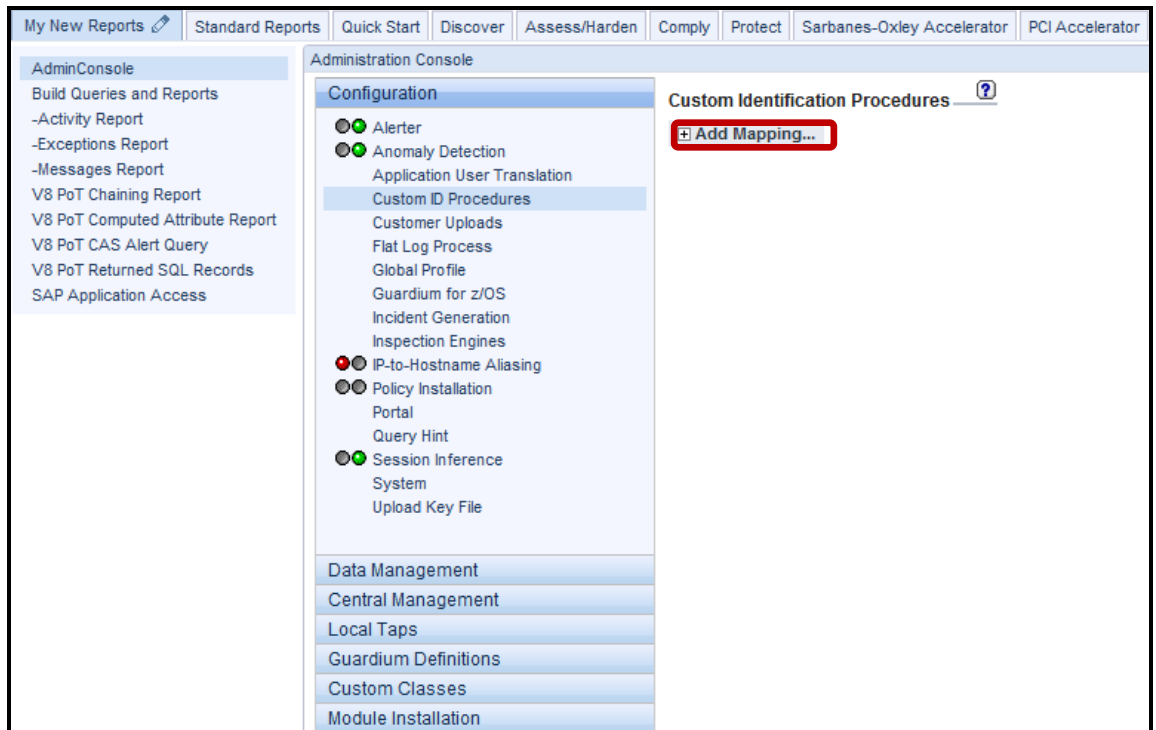 My New Reports Standard Reports Quick Start Discover Assess/Harden Comply Protect Sarbanes-Oxley Accelerator PCI Accelerator
AdminConsole
Build Queries and Reports
-Activity Report
-Exceptions Report
-Messages Report
V8 PoT Chaining Report
V8 PoT Computed Attribute Report
V8 PoT CAS Alert Query
V8 PoT Returned SQL Records
SAP Application Access
Administration Console
Configuration
Alerter
Anomaly Detection
Application User Translation
Custom ID Procedures
Customer Uploads
Flat Log Process
Global Profile
Guardium for z/OS
Incident Generation
Inspection Engines
IP-to-Hostname Aliasing
Policy Installation
Portal
Query Hint
Session Inference
System
Upload Key File
Data Management
Central Management
Local Taps
Guardium Definitions
Custom Classes
Module Installation
Custom Identification Procedures ?
+ Add Mapping...